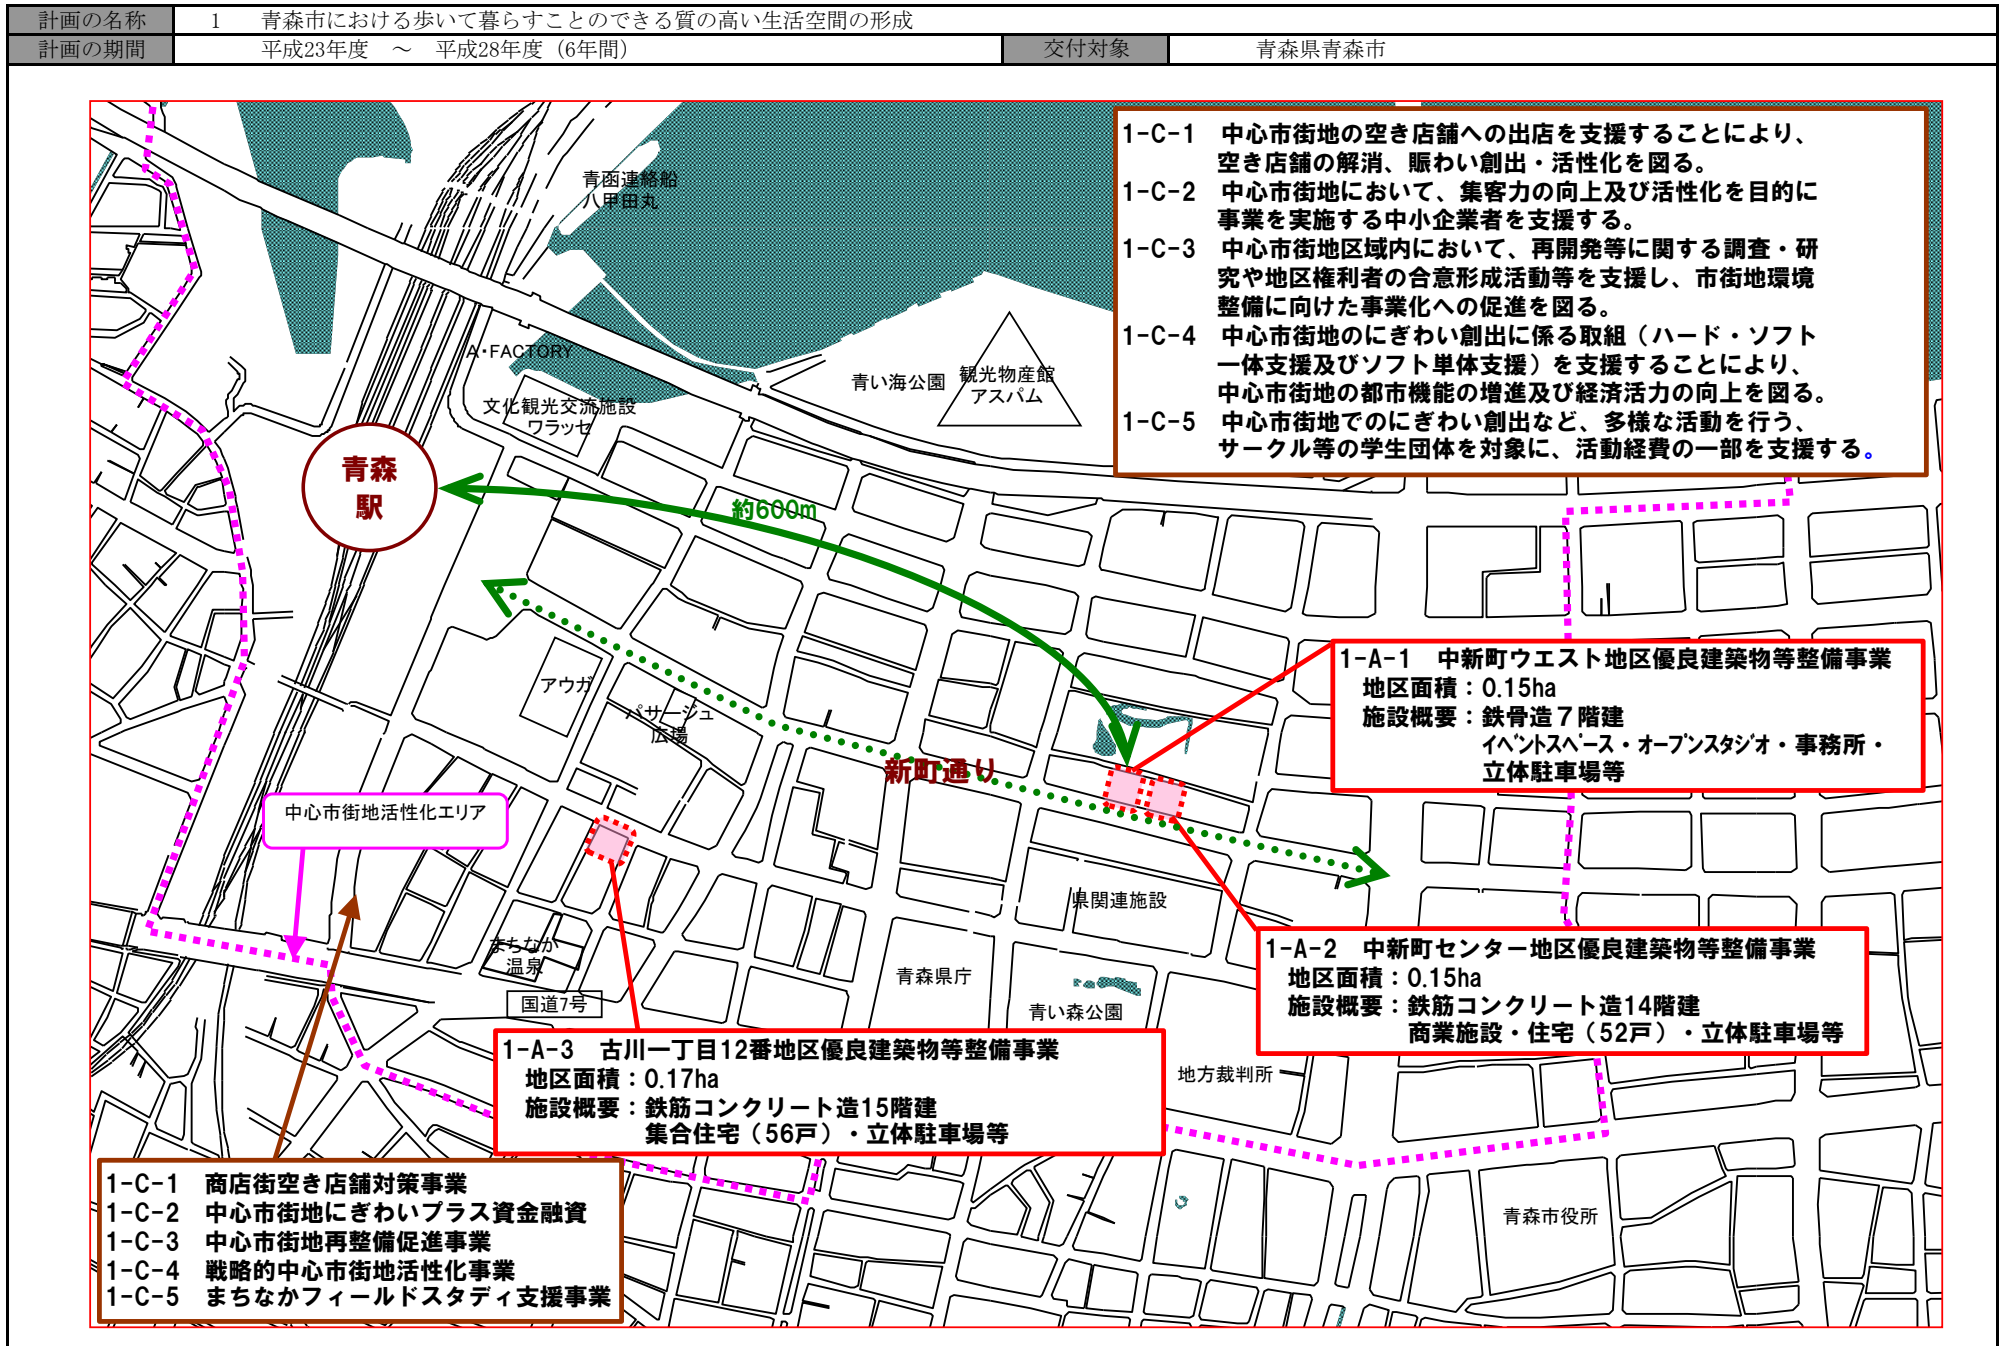 計画の名称 1 青森市における歩いて暮らすことのできる質の高い生活空間の形成
計画の期間 平成23年度 ～ 平成28年度（6年間） 交付対象 青森県青森市
1-C-1 中心市街地の空き店舗への出店を支援することにより、
空き店舗の解消、賑わい創出・活性化を図る。
1-C-2 中心市街地において、集客力の向上及び活性化を目的に
事業を実施する中小企業者を支援する。
1-C-3 中心市街地区域内において、再開発等に関する調査・研
究や地区権利者の合意形成活動等を支援し、市街地環境
整備に向けた事業化への促進を図る。
1-C-4 中心市街地のにぎわい創出に係る取組（ハード・ソフト
一体支援及びソフト単体支援）を支援することにより、
中心市街地の都市機能の増進及び経済活力の向上を図る。
1-C-5 中心市街地でのにぎわい創出など、多様な活動を行う、
サークル等の学生団体を対象に、活動経費の一部を支援する。
青函連絡船
八甲田丸
A・FACTORY
青い海公園
観光物産館
アスパム
文化観光交流施設
ワラッセ
青森
駅
約600m
アウガ
パサージュ
広場
新町通り
1-A-1 中新町ウエスト地区優良建築物等整備事業
地区面積：0.15ha
施設概要：鉄骨造７階建
ｲﾍﾞﾝﾄｽﾍﾟｰｽ・ｵｰﾌﾟﾝｽﾀｼﾞｵ・事務所・
立体駐車場等
中心市街地活性化エリア
県関連施設
まちなか
温泉
青森県庁
国道7号
青い森公園
1-A-2 中新町センター地区優良建築物等整備事業
地区面積：0.15ha
施設概要：鉄筋コンクリート造14階建
商業施設・住宅（52戸）・立体駐車場等
1-A-3 古川一丁目12番地区優良建築物等整備事業
地区面積：0.17ha
施設概要：鉄筋コンクリート造15階建
集合住宅（56戸）・立体駐車場等
地方裁判所
1-C-1 商店街空き店舗対策事業
1-C-2 中心市街地にぎわいプラス資金融資
1-C-3 中心市街地再整備促進事業
1-C-4 戦略的中心市街地活性化事業
1-C-5 まちなかフィールドスタディ支援事業
青森市役所